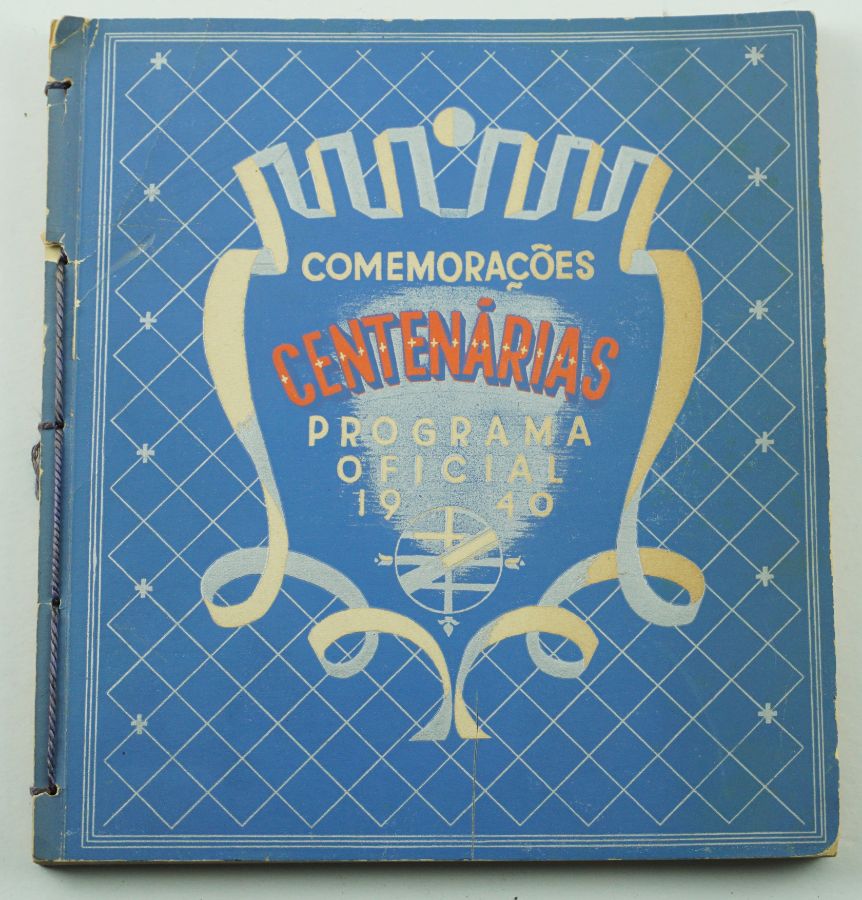 COMEMORAÇÕES
CENTENÁRIAS
PROGRAMA
OFICIAL
1940